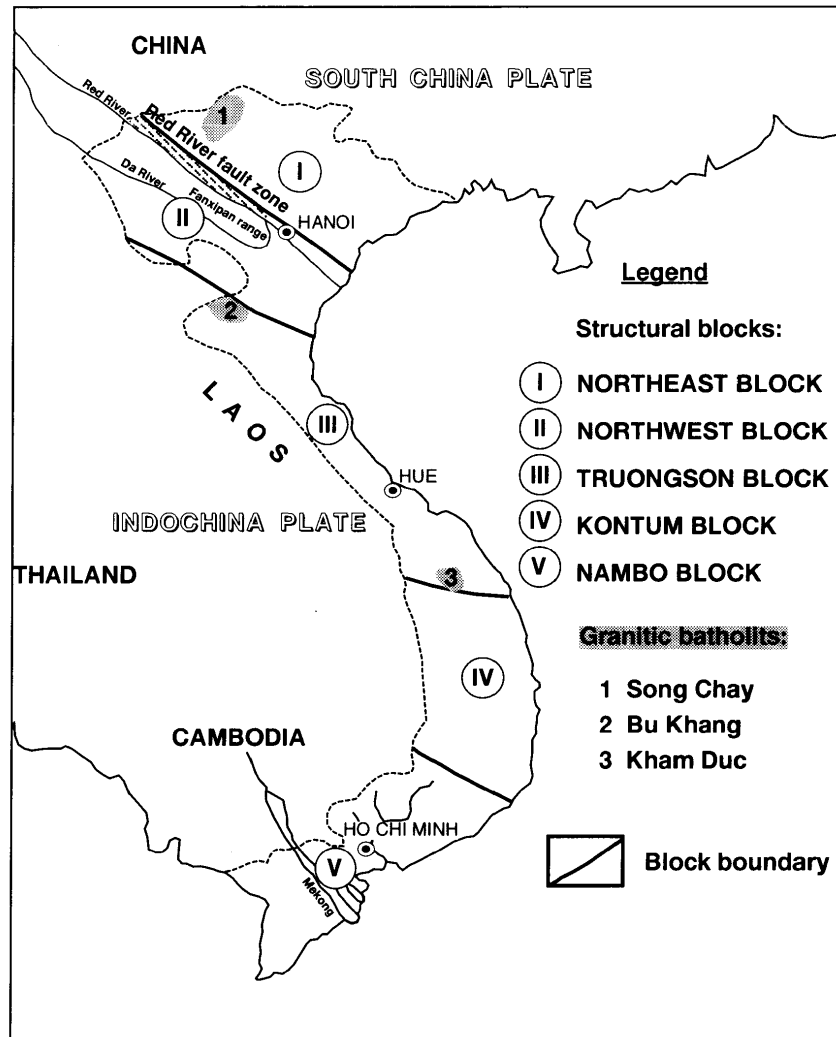 CHINA
SOUTH CHINA PLATE
Red River
1
Red River fault zone
I
Da River
Fanxipan range
II
HANOI
2
LAOS
III
HUE
INDOCHINA PLATE
THAILAND
3
IV
CAMBODIA
HO CHI MINH
V
Mekong
Legend
Structural blocks:
I NORTHEAST BLOCK
II NORTHWEST BLOCK
III TRUONGSON BLOCK
IV KONTUM BLOCK
V NAMBO BLOCK
Granitic batholits:
1 Song Chay
2 Bu Khang
3 Kham Duc
Block boundary